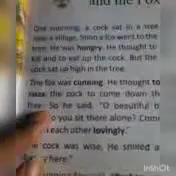 and the Fox
One morning, a cock sat in a tree
near a village. Soon a fox went to the
tree. He was hungry. He thought to
kill and to eat up the cock. But the
cock sat up high in the tree.
The fox was cunning. He thought to
make the cock to come down th
tree. So he said, "O beautiful b
o you sit there alone? Come
each other lovingly."
e cock was wise. He smiled a
y here."
InShot